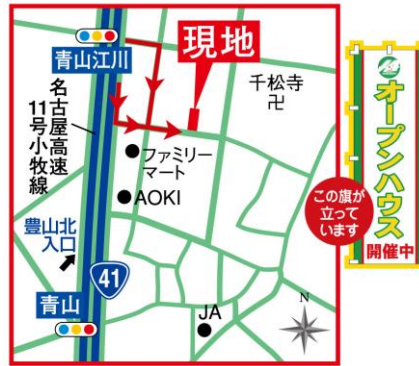 青山江川
現地
千松寺
卍
名古屋高速
11号小牧線
ファミリー
マート
AOKI
豊山北
入口
41
青山
JA
N
オープンハウス
開催中
この旗が
立って
います